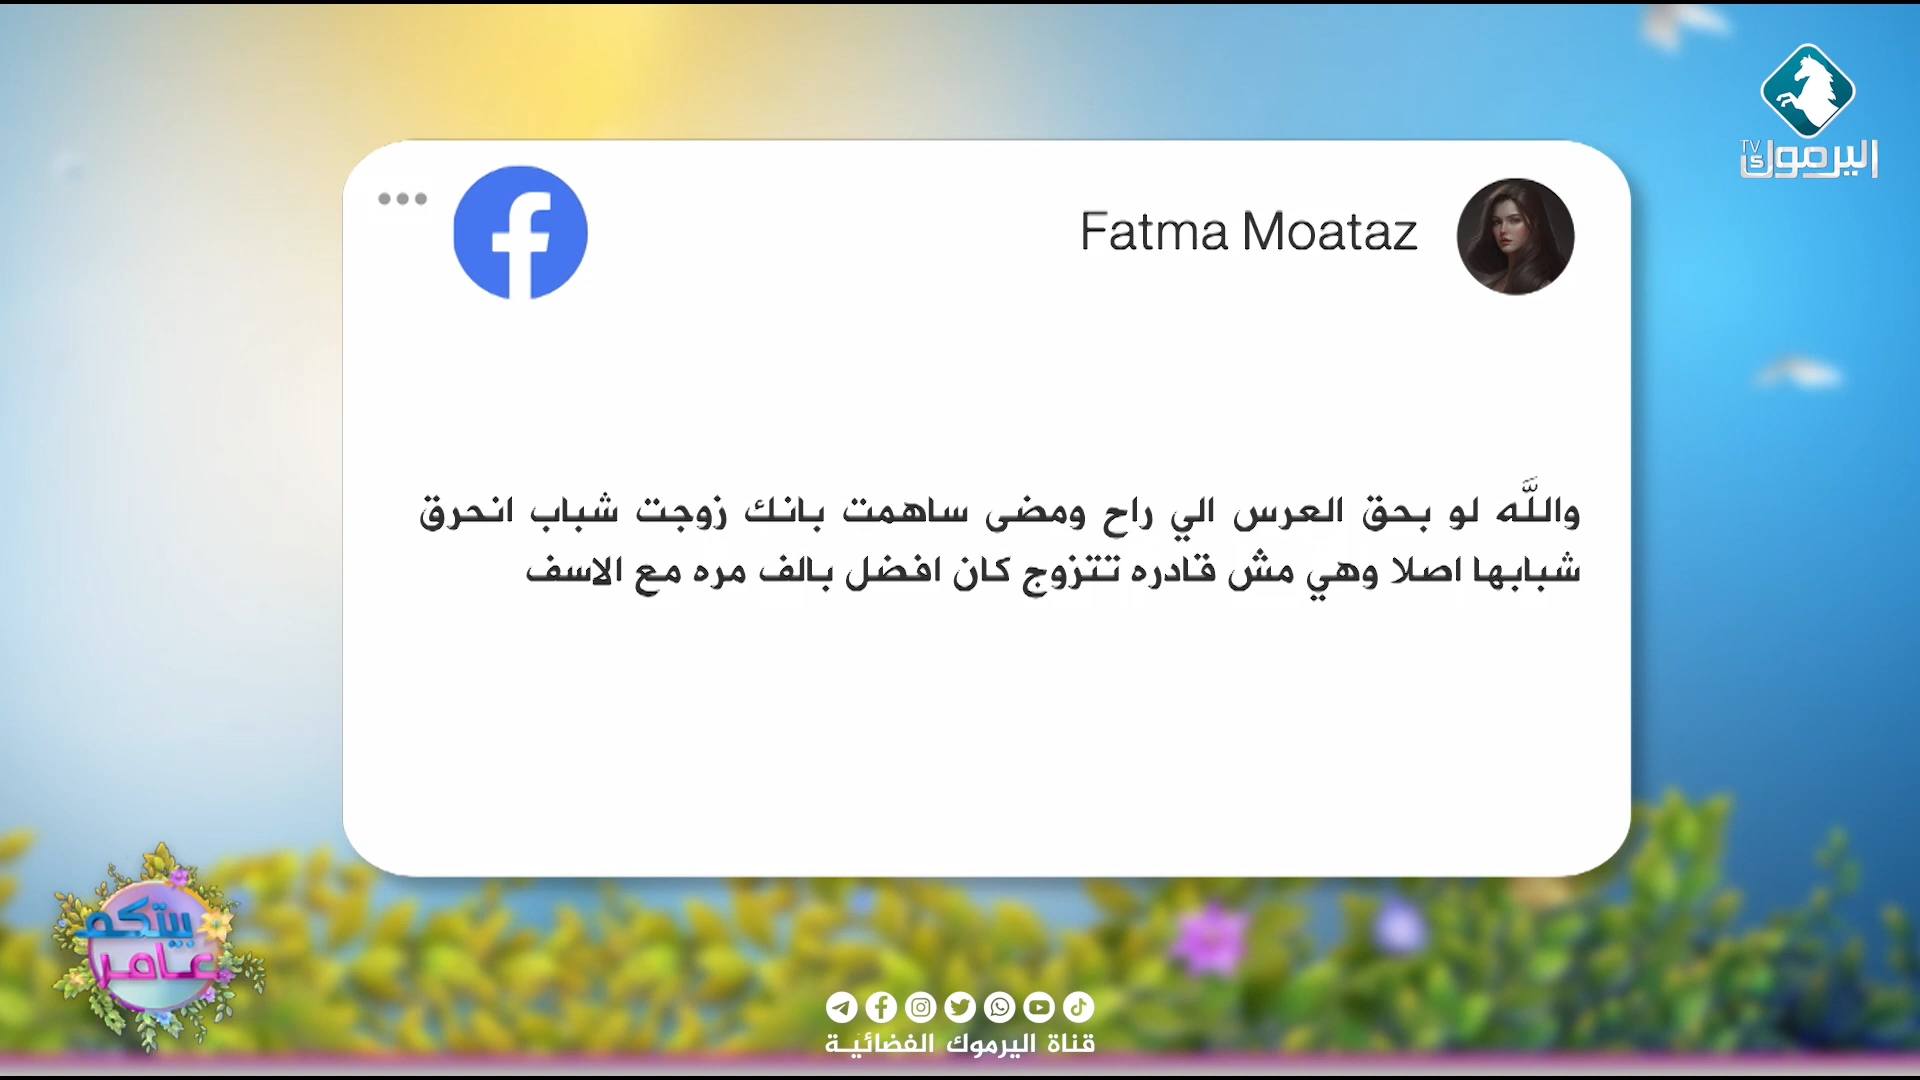 TV
اليرموك
Fatma Moataz
واللَّه لو بحق العرس الي راح ومضى ساهمت بانك زوجت شباب انحرق
شبابها اصلا وهي مش قادره تتزوج كان افضل بالف مره مع الاسف
بيتكم
عامر
قناة اليرموك الفضائية